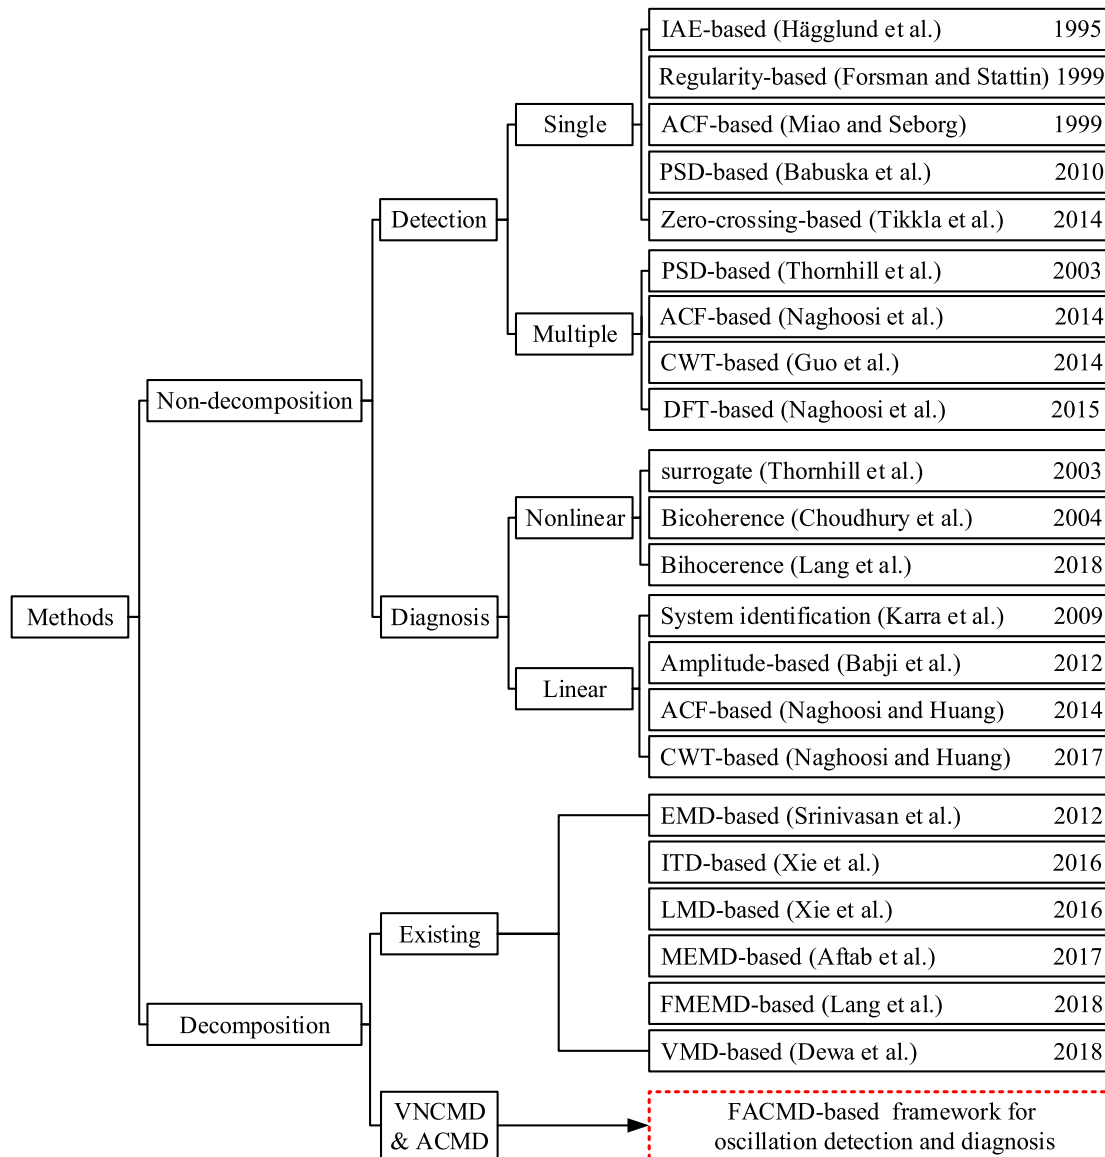 IAE-based (Hägglund et al.) 1995
Regularity-based (Forsman and Stattin) 1999
Single
ACF-based (Miao and Seborg) 1999
PSD-based (Babuska et al.) 2010
Detection
Zero-crossing-based (Tikkla et al.) 2014
PSD-based (Thornhill et al.) 2003
ACF-based (Naghoosi et al.) 2014
Multiple
CWT-based (Guo et al.) 2014
Non-decomposition
DFT-based (Naghoosi et al.) 2015
surrogate (Thornhill et al.) 2003
Nonlinear
Bicoherence (Choudhury et al.) 2004
Bihocerence (Lang et al.) 2018
Methods
Diagnosis
System identification (Karra et al.) 2009
Amplitude-based (Babji et al.) 2012
Linear
ACF-based (Naghoosi and Huang) 2014
CWT-based (Naghoosi and Huang) 2017
EMD-based (Srinivasan et al.) 2012
ITD-based (Xie et al.) 2016
LMD-based (Xie et al.) 2016
Existing
MEMD-based (Aftab et al.) 2017
FMEMD-based (Lang et al.) 2018
Decomposition
VMD-based (Dewa et al.) 2018
VNCMD
& ACMD
FACMD-based framework for
oscillation detection and diagnosis